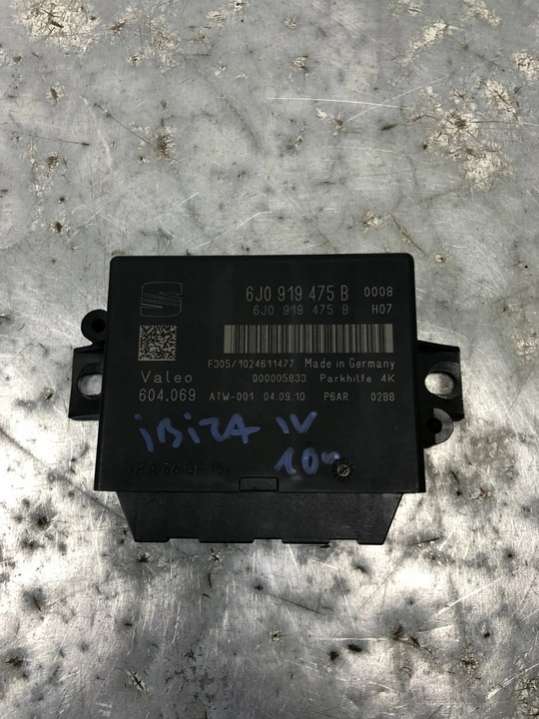 6J0 919 475 B 0008
6J0 919 475 B H07
F305/1024611477 Made in Germany
Valeo 000005833 Parkhilfe 4K
604.069 ATW-001 04.09.10 P6AR 0288
iBiZA IV